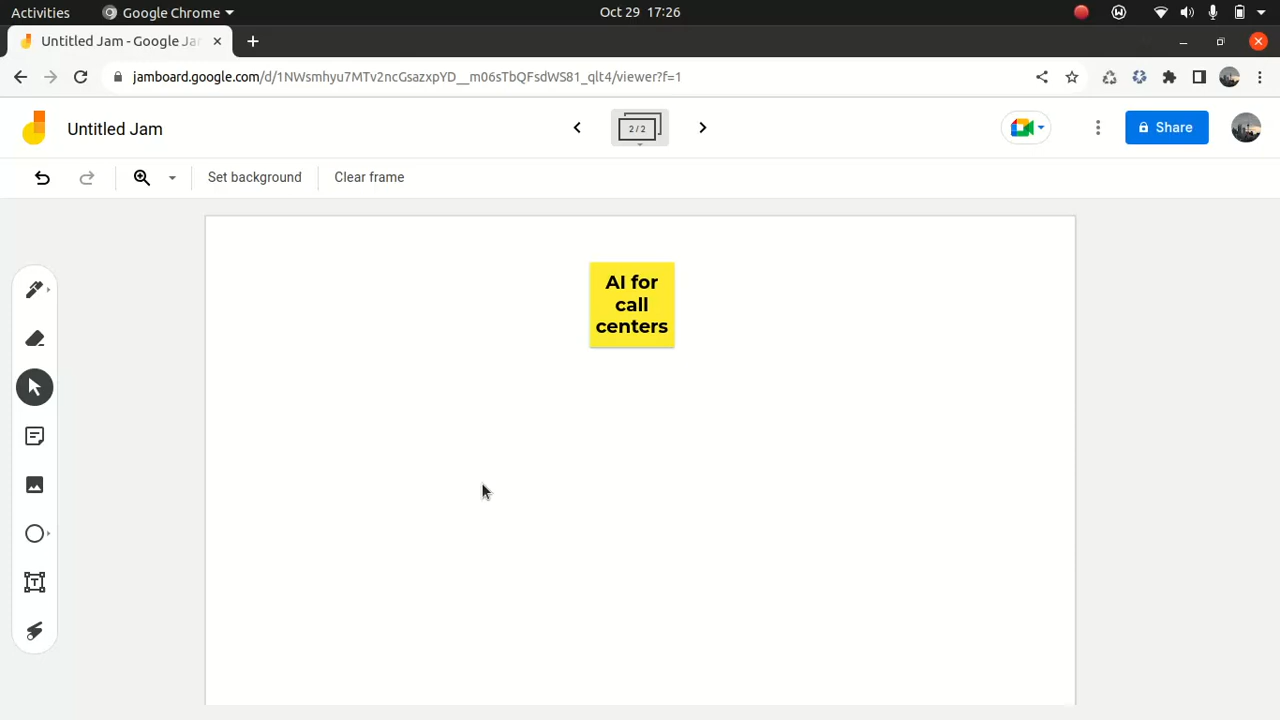 Activities Google Chrome Oct 29 17:26
Untitled Jam - Google Jar
jamboard.google.com/d/1NWsmhyu7MTv2ncGsazxpYD__m06sTbQFsdWS81_qlt4/viewer?f=1
Untitled Jam 2 / 2 Share
Set background Clear frame
AI for
call
centers